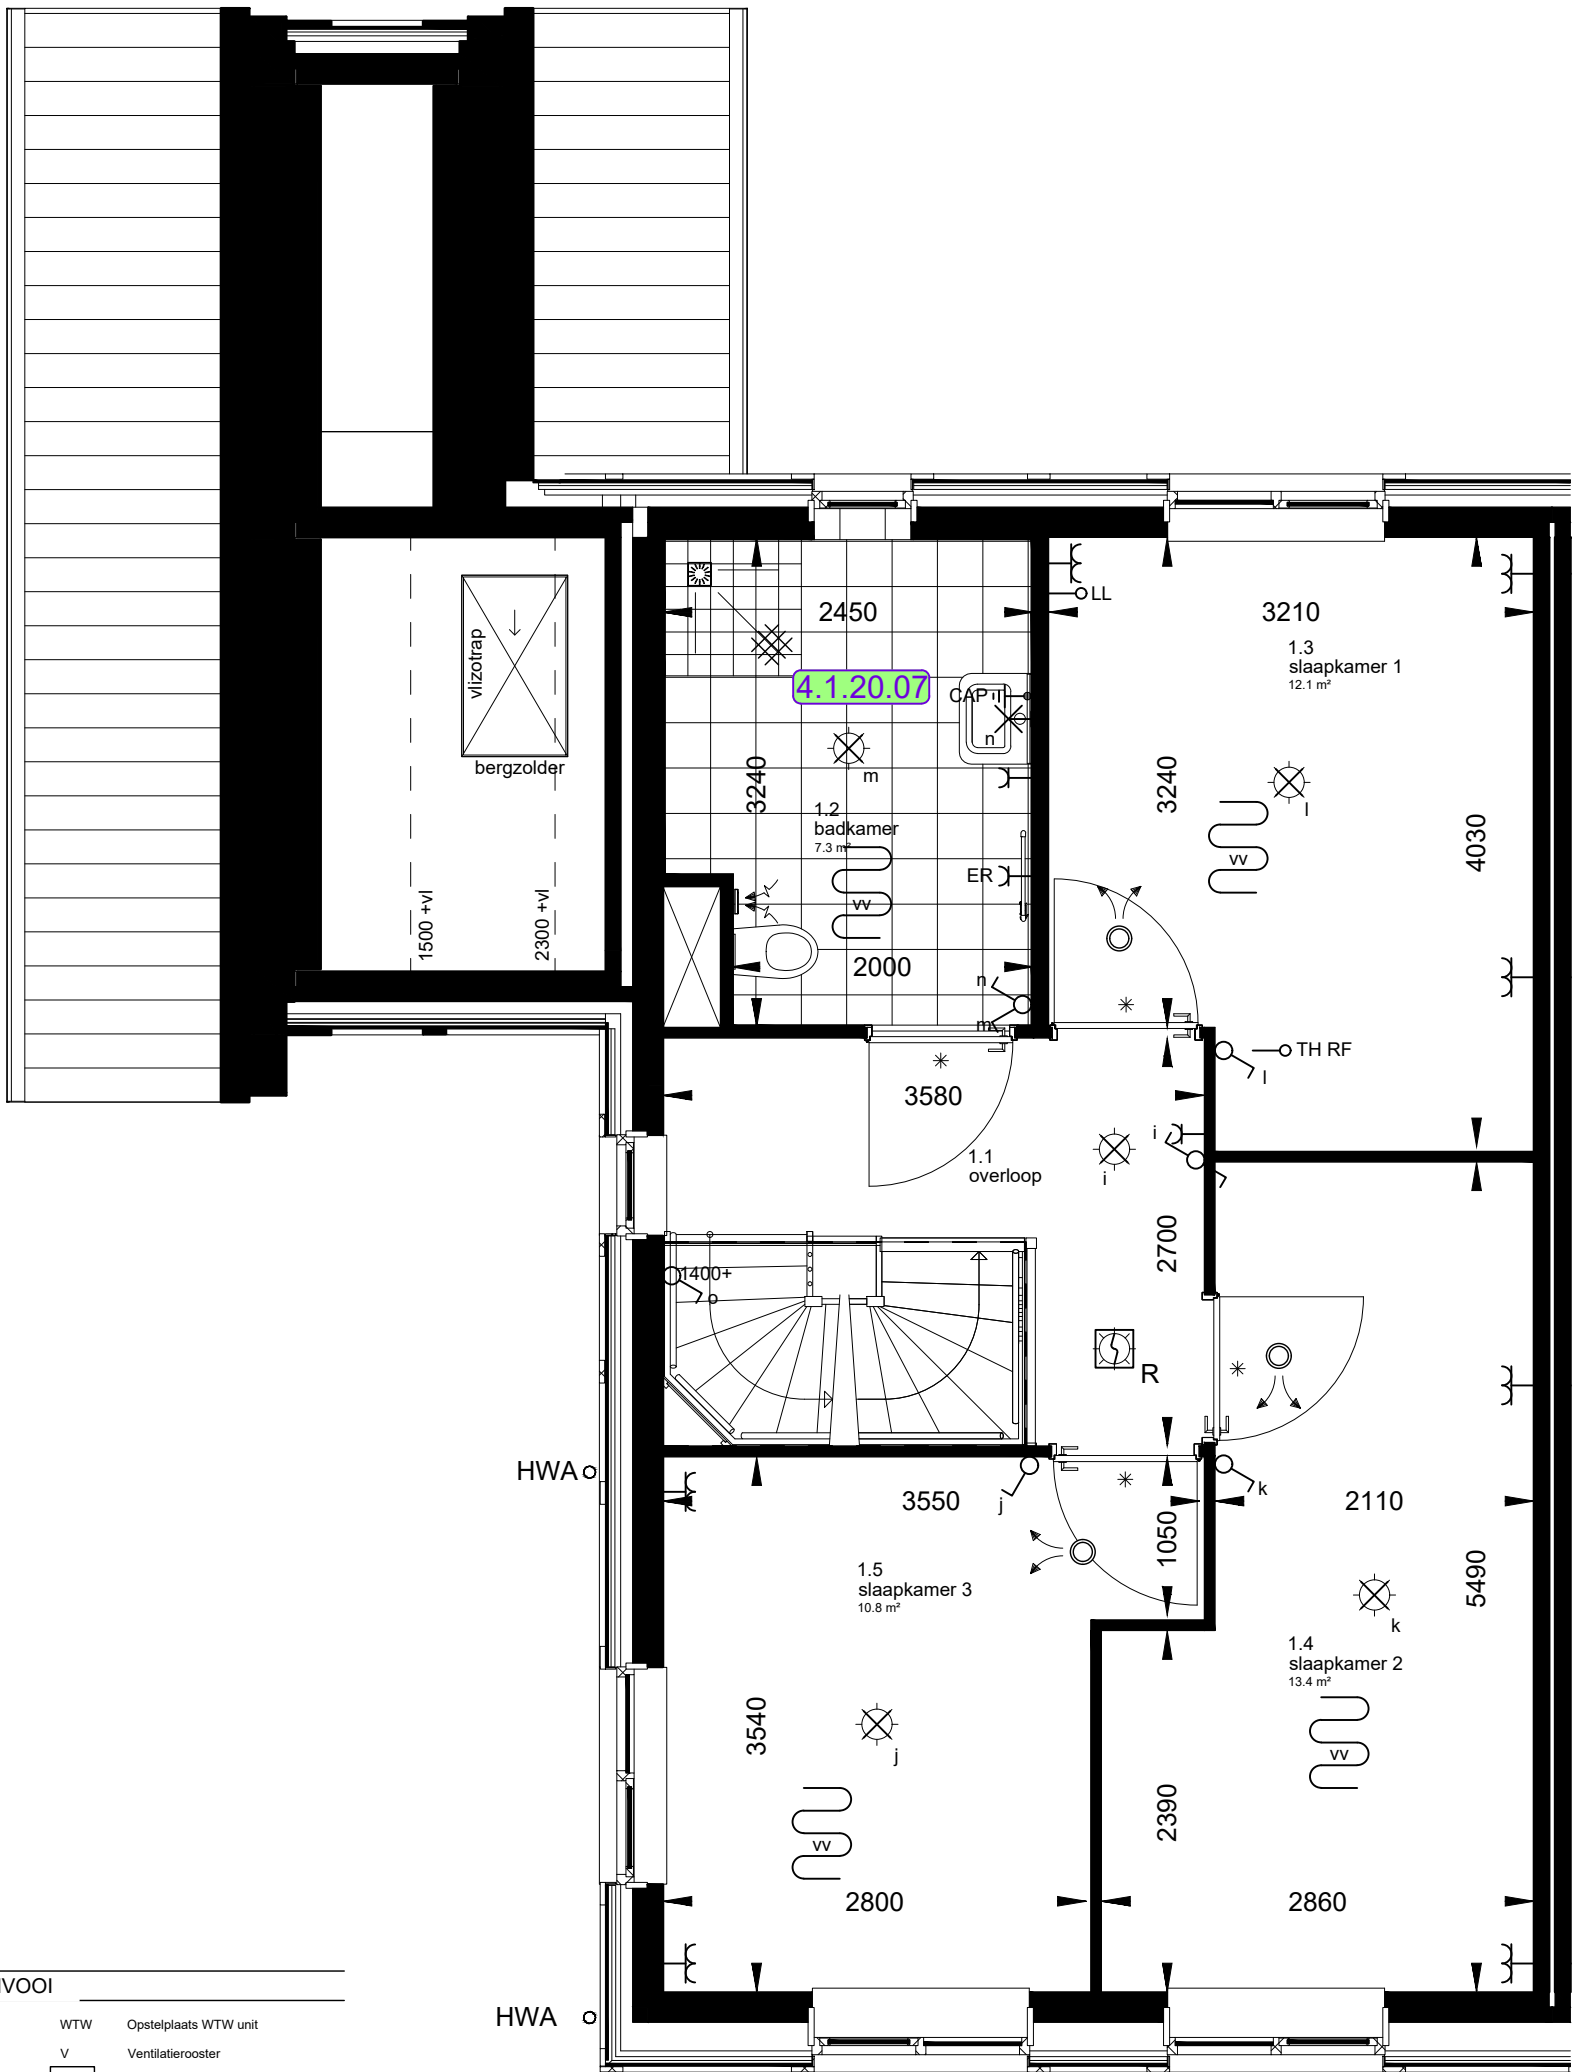 2450
LL
3210
1.3
slaapkamer 1
12.1 m²
vlizotrap
4.1.20.07
CAP
n
bergzolder
m
3240
3240
l
1.2
badkamer
7.3 m²
4030
vv
ER
vv
1500 +vl
2300 +vl
2000
n
m
TH RF
l
3580
i
1.1
overloop
i
2700
1400+
o
R
HWA
3550
j
k
2110
1050
1.5
slaapkamer 3
10.8 m²
5490
k
1.4
slaapkamer 2
13.4 m²
3540
j
vv
2390
vv
2800
2860
VOOI
HWA
WTW Opstelplaats WTW unit
V Ventilatierooster